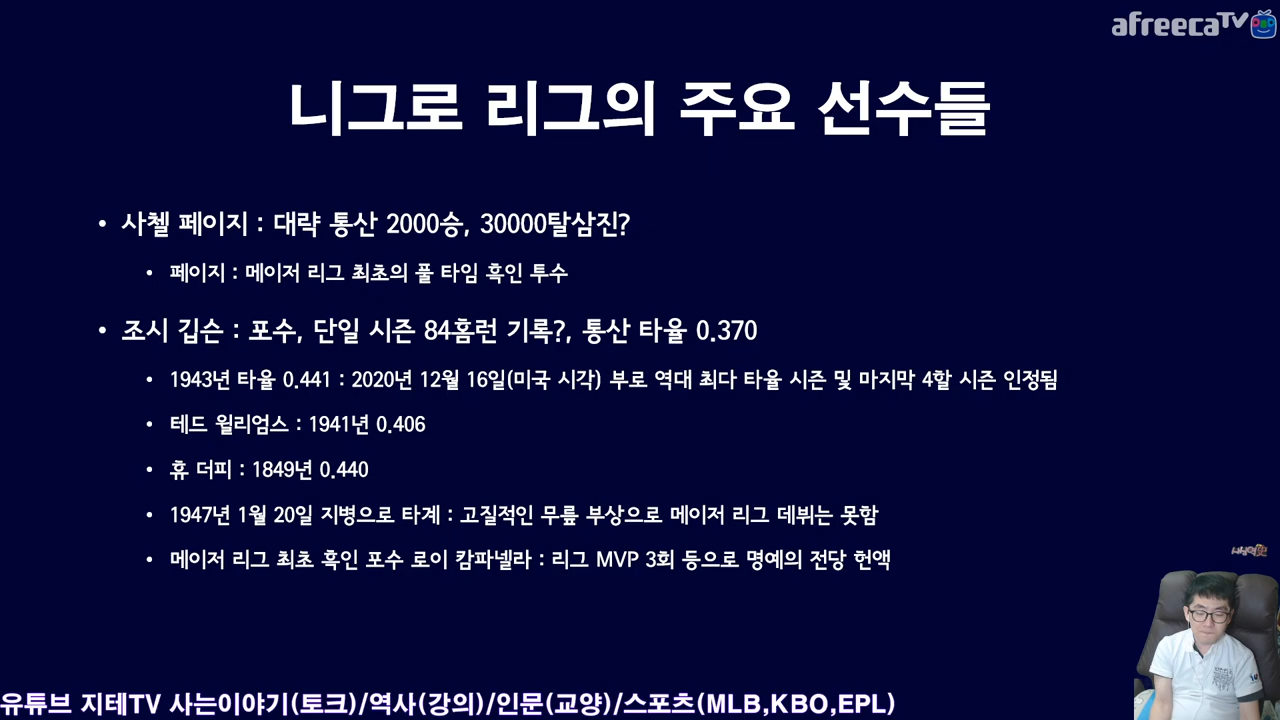 afreecaTV
니그로 리그의 주요 선수들
• 사첼 페이지 : 대략 통산 2000승, 30000탈삼진?
• 페이지 : 메이저 리그 최초의 풀 타임 흑인 투수
• 조시 깁슨 : 포수, 단일 시즌 84홈런 기록?, 통산 타율 0.370
• 1943년 타율 0.441 : 2020년 12월 16일(미국 시각) 부로 역대 최다 타율 시즌 및 마지막 4할 시즌 인정됨
• 테드 윌리엄스 : 1941년 0.406
• 휴 더피 : 1849년 0.440
• 1947년 1월 20일 지병으로 타계 : 고질적인 무릎 부상으로 메이저 리그 데뷔는 못함
• 메이저 리그 최초 흑인 포수 로이 캄파넬라 : 리그 MVP 3회 등으로 명예의 전당 헌액
유튜브 지테TV 사는이야기(토크)/역사(강의)/인문(교양)/스포츠(MLB,KBO,EPL)